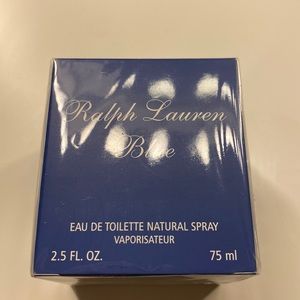 Ralph Lauren
Blue
EAU DE TOILETTE NATURAL SPRAY
VAPORISATEUR
2.5 FL. OZ. 75 ml